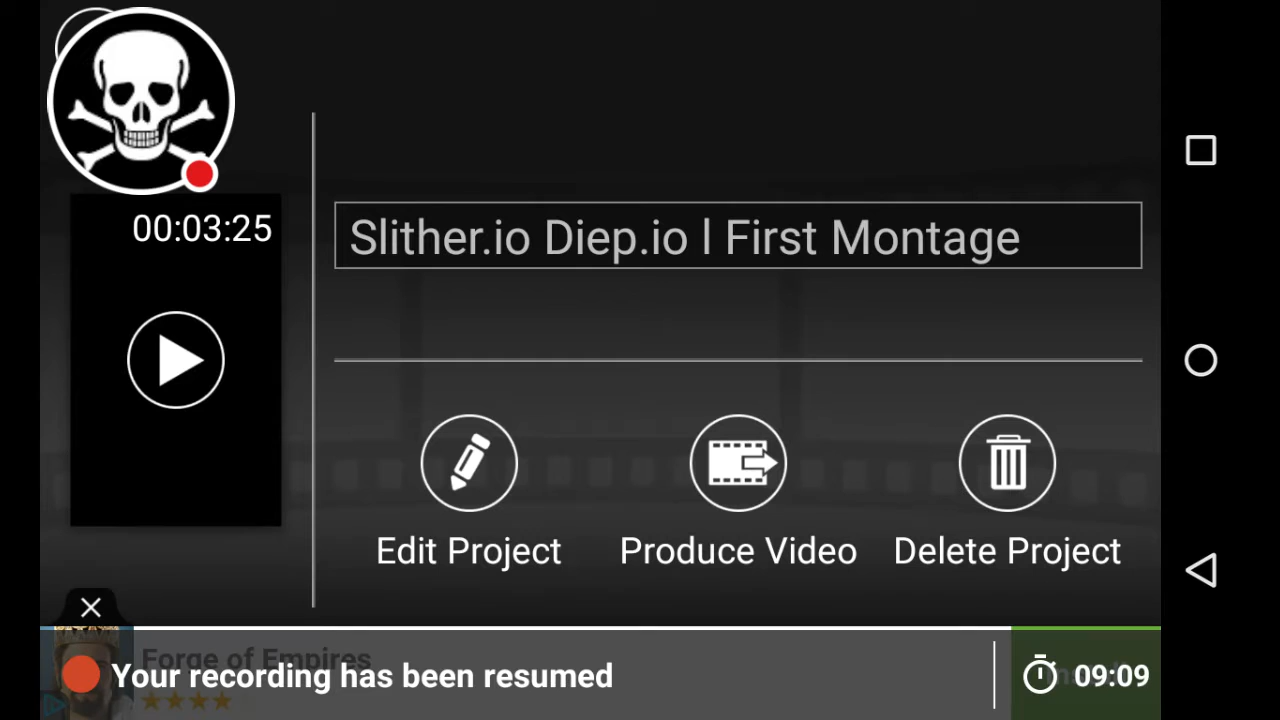 00:03:25
Slither.io Diep.io l First Montage
Edit Project
Produce Video
Delete Project
Forge of Empires
Your recording has been resumed
09:09